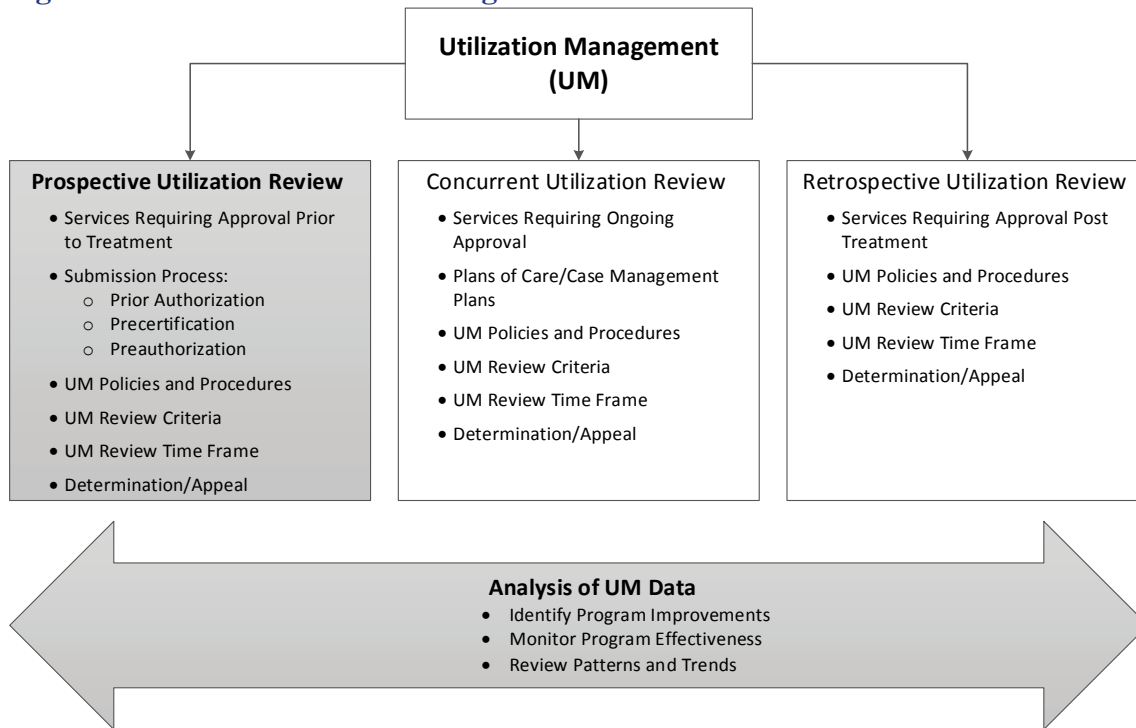 Utilization Management
(UM)
Prospective Utilization Review
• Services Requiring Approval Prior
to Treatment
• Submission Process:
o Prior Authorization
o Precertification
o Preauthorization
• UM Policies and Procedures
• UM Review Criteria
• UM Review Time Frame
• Determination/Appeal
Concurrent Utilization Review
• Services Requiring Ongoing
Approval
• Plans of Care/Case Management
Plans
• UM Policies and Procedures
• UM Review Criteria
• UM Review Time Frame
• Determination/Appeal
Retrospective Utilization Review
• Services Requiring Approval Post
Treatment
• UM Policies and Procedures
• UM Review Criteria
• UM Review Time Frame
• Determination/Appeal
Analysis of UM Data
• Identify Program Improvements
• Monitor Program Effectiveness
• Review Patterns and Trends